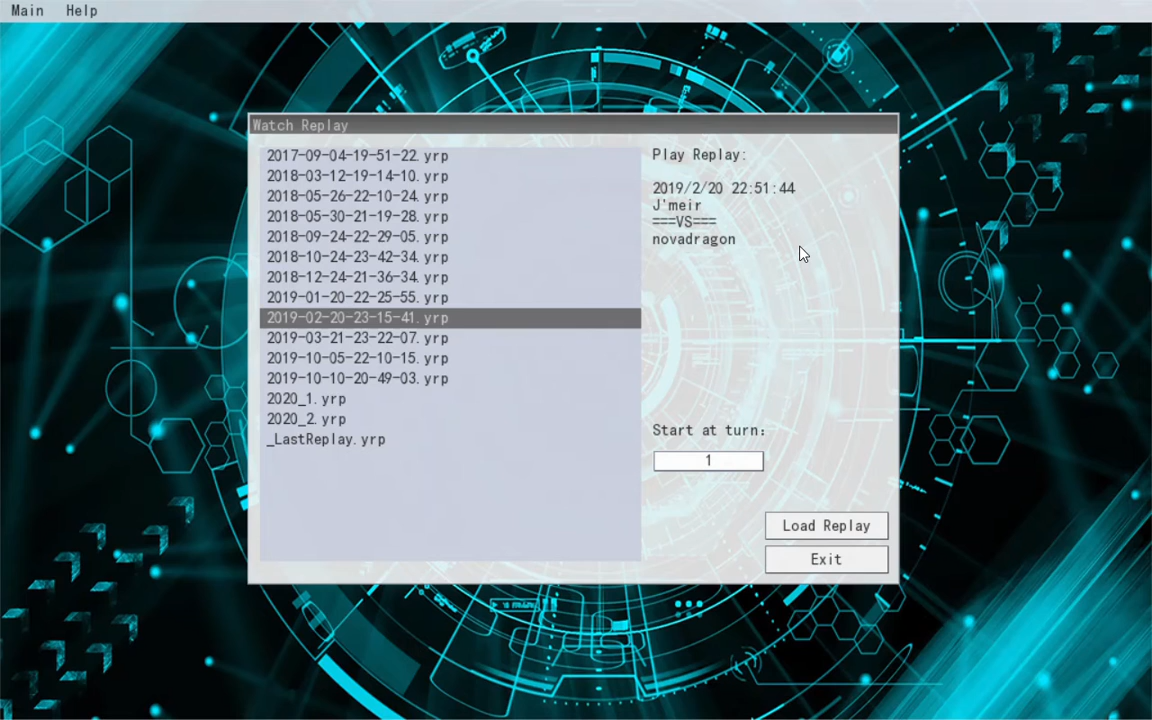 Main Help
Watch Replay
2017-09-04-19-51-22.yrp
2018-03-12-19-14-10.yrp
2018-05-26-22-10-24.yrp
2018-05-30-21-19-28.yrp
2018-09-24-22-29-05.yrp
2018-10-24-23-42-34.yrp
2018-12-24-21-36-34.yrp
2019-01-20-22-25-55.yrp
2019-02-20-23-15-41.yrp
2019-03-21-23-22-07.yrp
2019-10-05-22-10-15.yrp
2019-10-10-20-49-03.yrp
2020_1.yrp
2020_2.yrp
_LastReplay.yrp
Play Replay:
2019/2/20 22:51:44
J'meir
===VS===
novadragon
Start at turn:
1
Load Replay
Exit